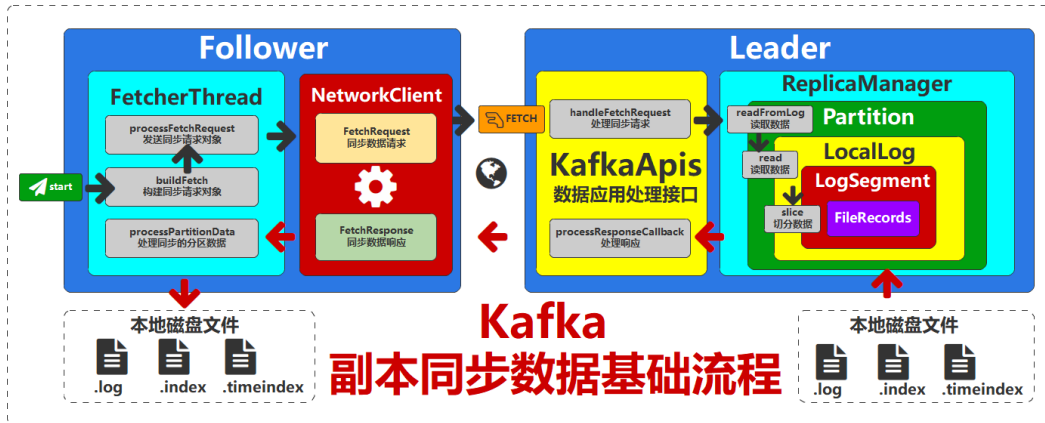 Follower
FetcherThread
processFetchRequest
发送同步请求对象
start
buildFetch
构建同步请求对象
processPartitionData
处理同步的分区数据
NetworkClient
FetchRequest
同步数据请求
FetchResponse
同步数据响应
FETCH
Leader
handleFetchRequest
处理同步请求
KafkaApis
数据应用处理接口
processResponseCallback
处理响应
ReplicaManager
readFromLog
读取数据
Partition
read
读取数据
LocalLog
LogSegment
slice
切分数据
FileRecords
本地磁盘文件
.log
.index
.timeindex
Kafka
副本同步数据基础流程
本地磁盘文件
.log
.index
.timeindex